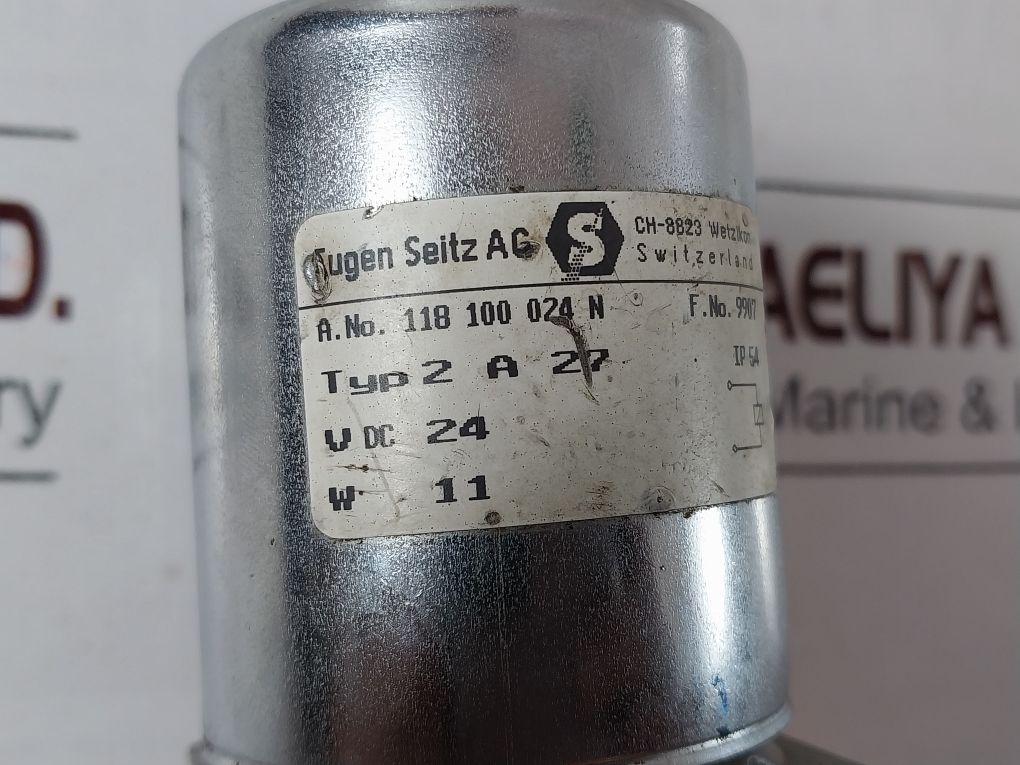 Eugen Seitz AG S CH-8823 Wetzikon
Switzerland
A.No. 118 100 024 N F.No. 9907
Typ 2 A 27 IP 54
V DC 24
W 11
D.
ry
AELIYA
Marine &